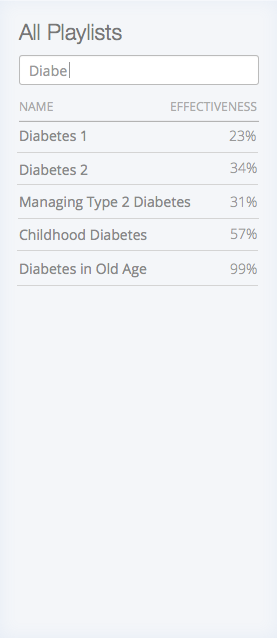 All Playlists
Diabe
NAME EFFECTIVENESS
Diabetes 1 23%
Diabetes 2 34%
Managing Type 2 Diabetes 31%
Childhood Diabetes 57%
Diabetes in Old Age 99%